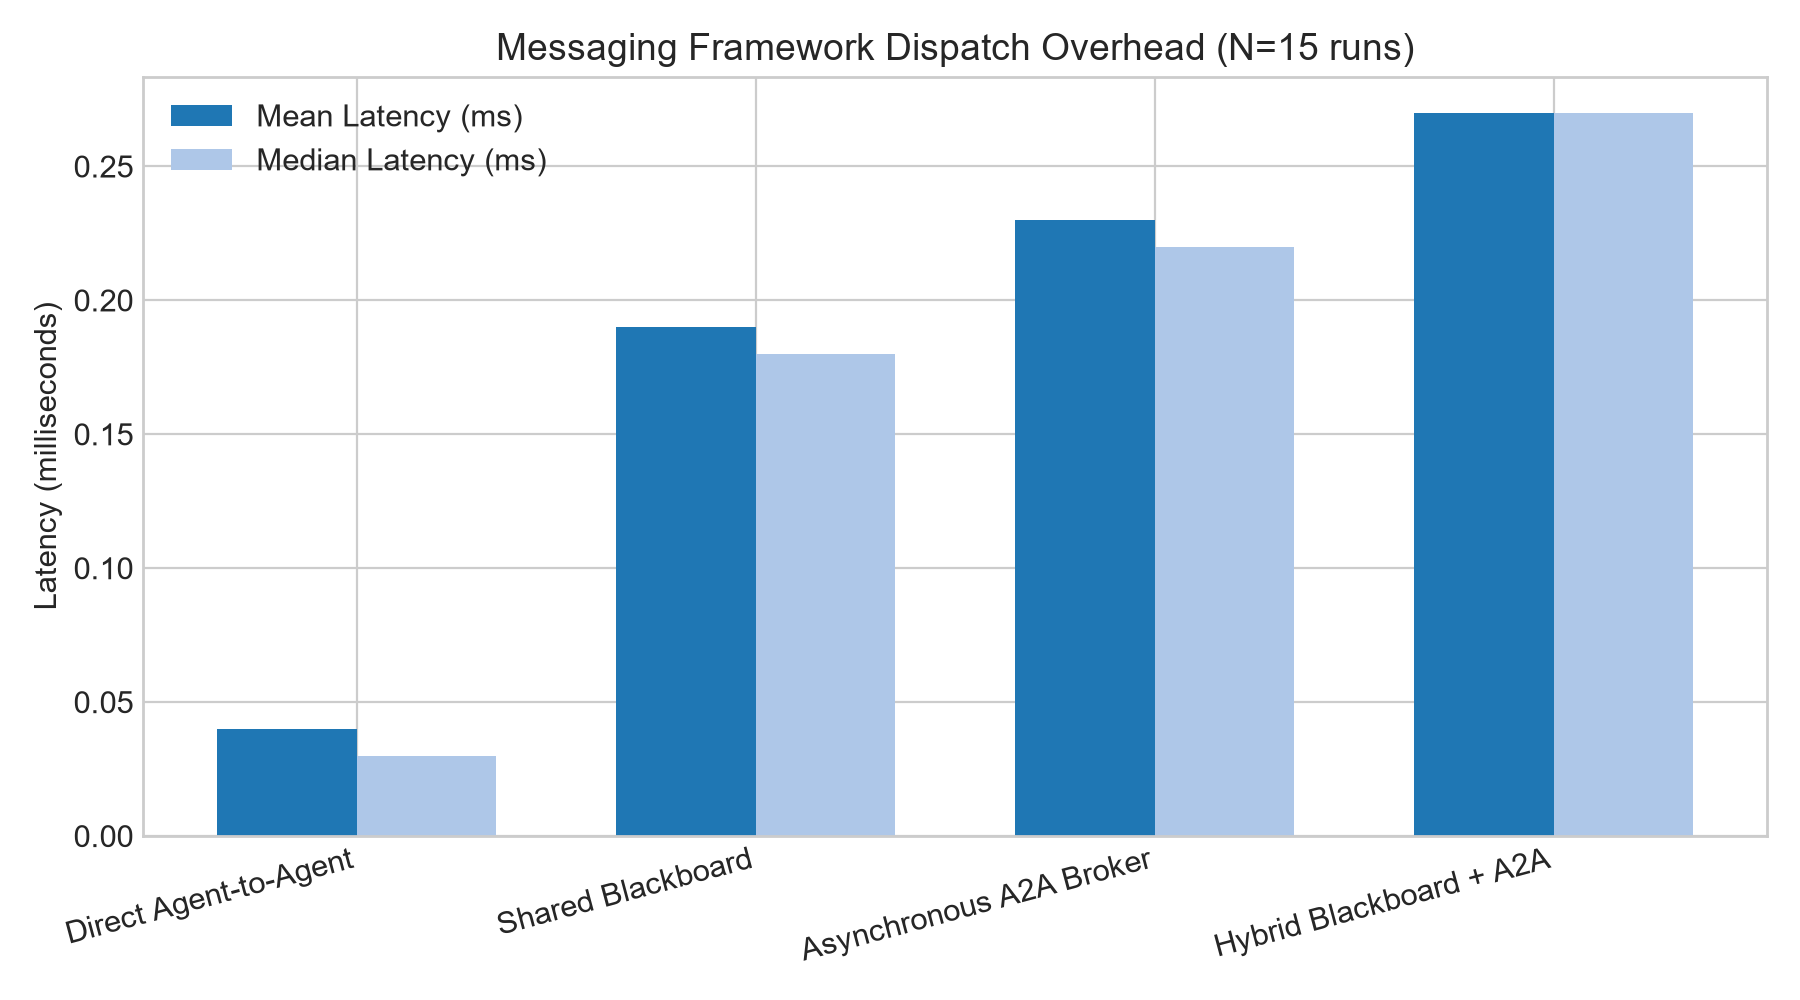 Messaging Framework Dispatch Overhead (N=15 runs)
Mean Latency (ms)
Median Latency (ms)
Latency (milliseconds)
0.25
0.20
0.15
0.10
0.05
0.00
Direct Agent-to-Agent
Shared Blackboard
Asynchronous A2A Broker
Hybrid Blackboard + A2A